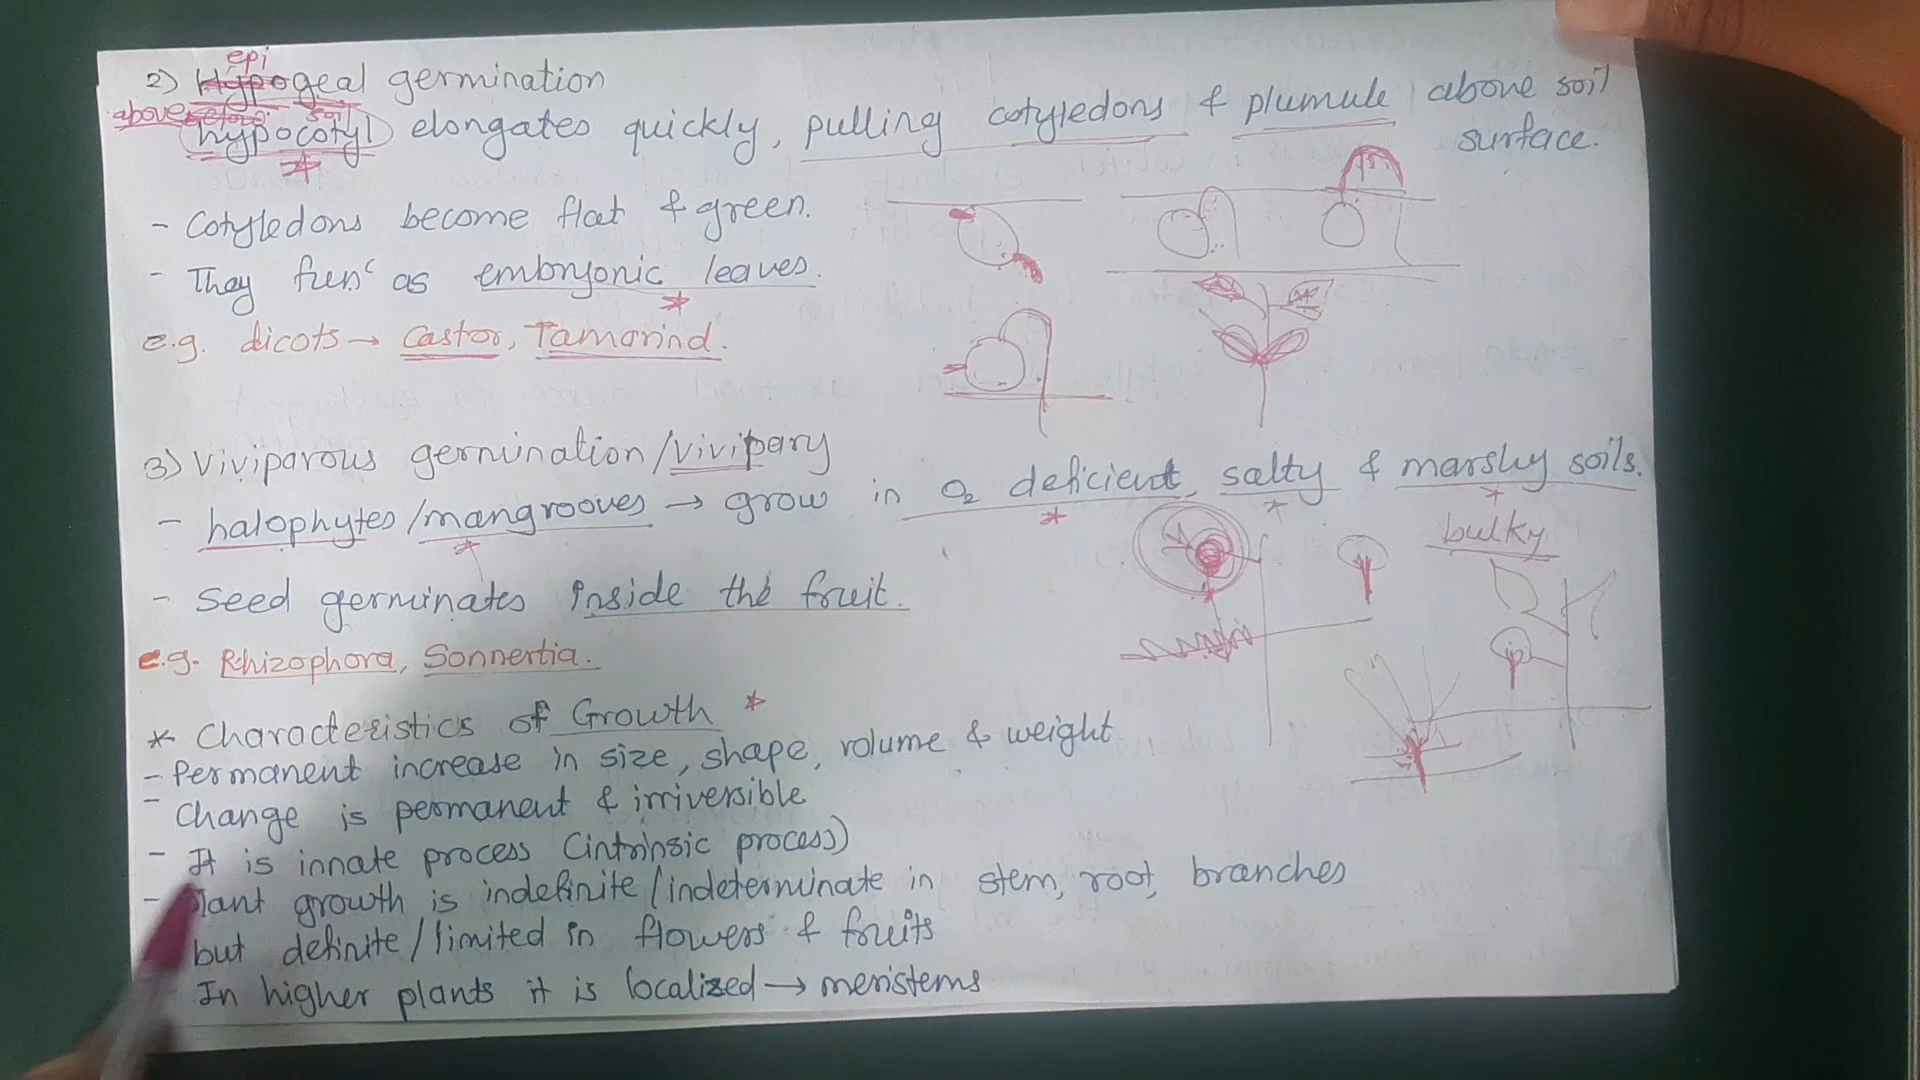 epi
2) Hypogeal germination
above below soil
hypocotyl elongates quickly, pulling cotyledons & plumule above soil surface.
- Cotyledons become flat & green.
- They func as embryonic leaves.
e.g. dicots → Castor, Tamarind.
3) Viviparous germination/vivipary
- halophytes/mangrooves → grow in O₂ deficient, salty & marshy soils.
bulky
- Seed germinates inside the fruit.
e.g. Rhizophora, Sonnertia.
* Characteristics of Growth *
- Permanent increase in size, shape, volume & weight
- Change is permanent & irriversible
- It is innate process (intrinsic process)
- Plant growth is indefinite/indeterminate in stem, root, branches
but definite/limited in flowers & fruits
In higher plants it is localized → meristems